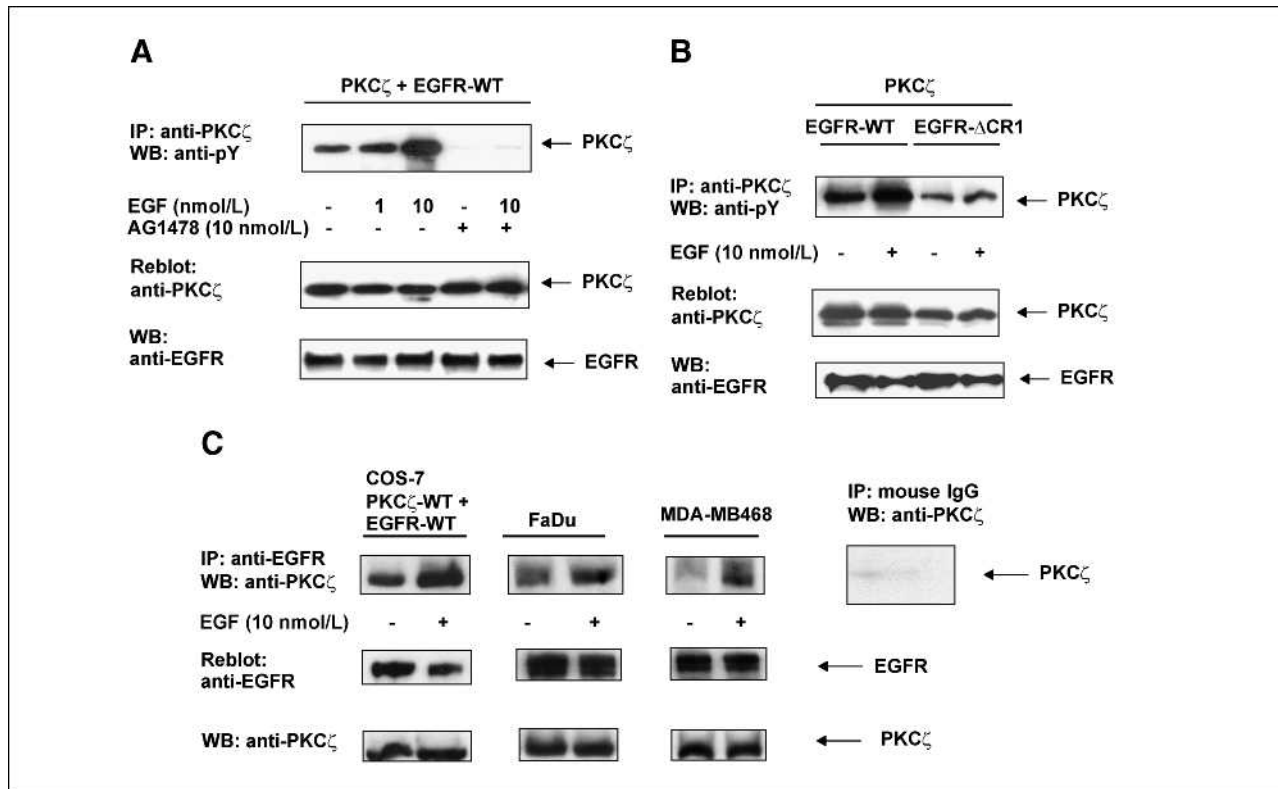 A
PKCζ + EGFR-WT
IP: anti-PKCζ
WB: anti-pY
PKCζ
EGF (nmol/L) - 1 10 - 10
AG1478 (10 nmol/L) - - - + +
Reblot:
anti-PKCζ
PKCζ
WB:
anti-EGFR
EGFR
B
PKCζ
EGFR-WT EGFR-ΔCR1
IP: anti-PKCζ
WB: anti-pY
PKCζ
EGF (10 nmol/L) - + - +
Reblot:
anti-PKCζ
PKCζ
WB:
anti-EGFR
EGFR
C
COS-7
PKCζ-WT +
EGFR-WT
FaDu
MDA-MB468
IP: anti-EGFR
WB: anti-PKCζ
IP: mouse IgG
WB: anti-PKCζ
PKCζ
EGF (10 nmol/L) - + - + - +
Reblot:
anti-EGFR
EGFR
WB: anti-PKCζ
PKCζ